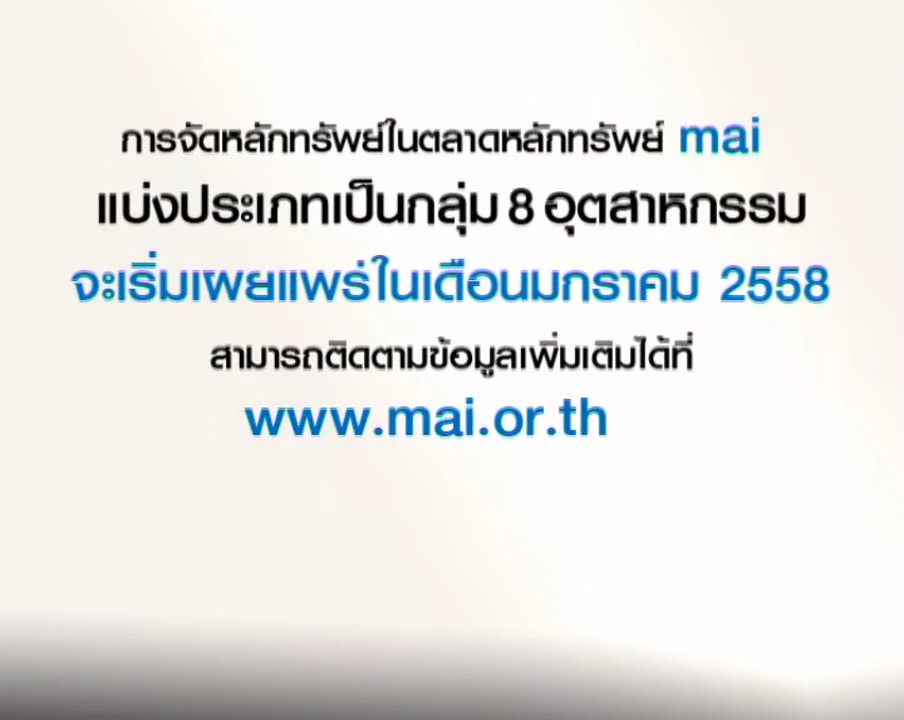 การจัดหลักทรัพย์ในตลาดหลักทรัพย์ mai
แบ่งประเภทเป็นกลุ่ม 8 อุตสาหกรรม
จะเริ่มเผยแพร่ในเดือนมกราคม 2558
สามารถติดตามข้อมูลเพิ่มเติมได้ที่
www.mai.or.th